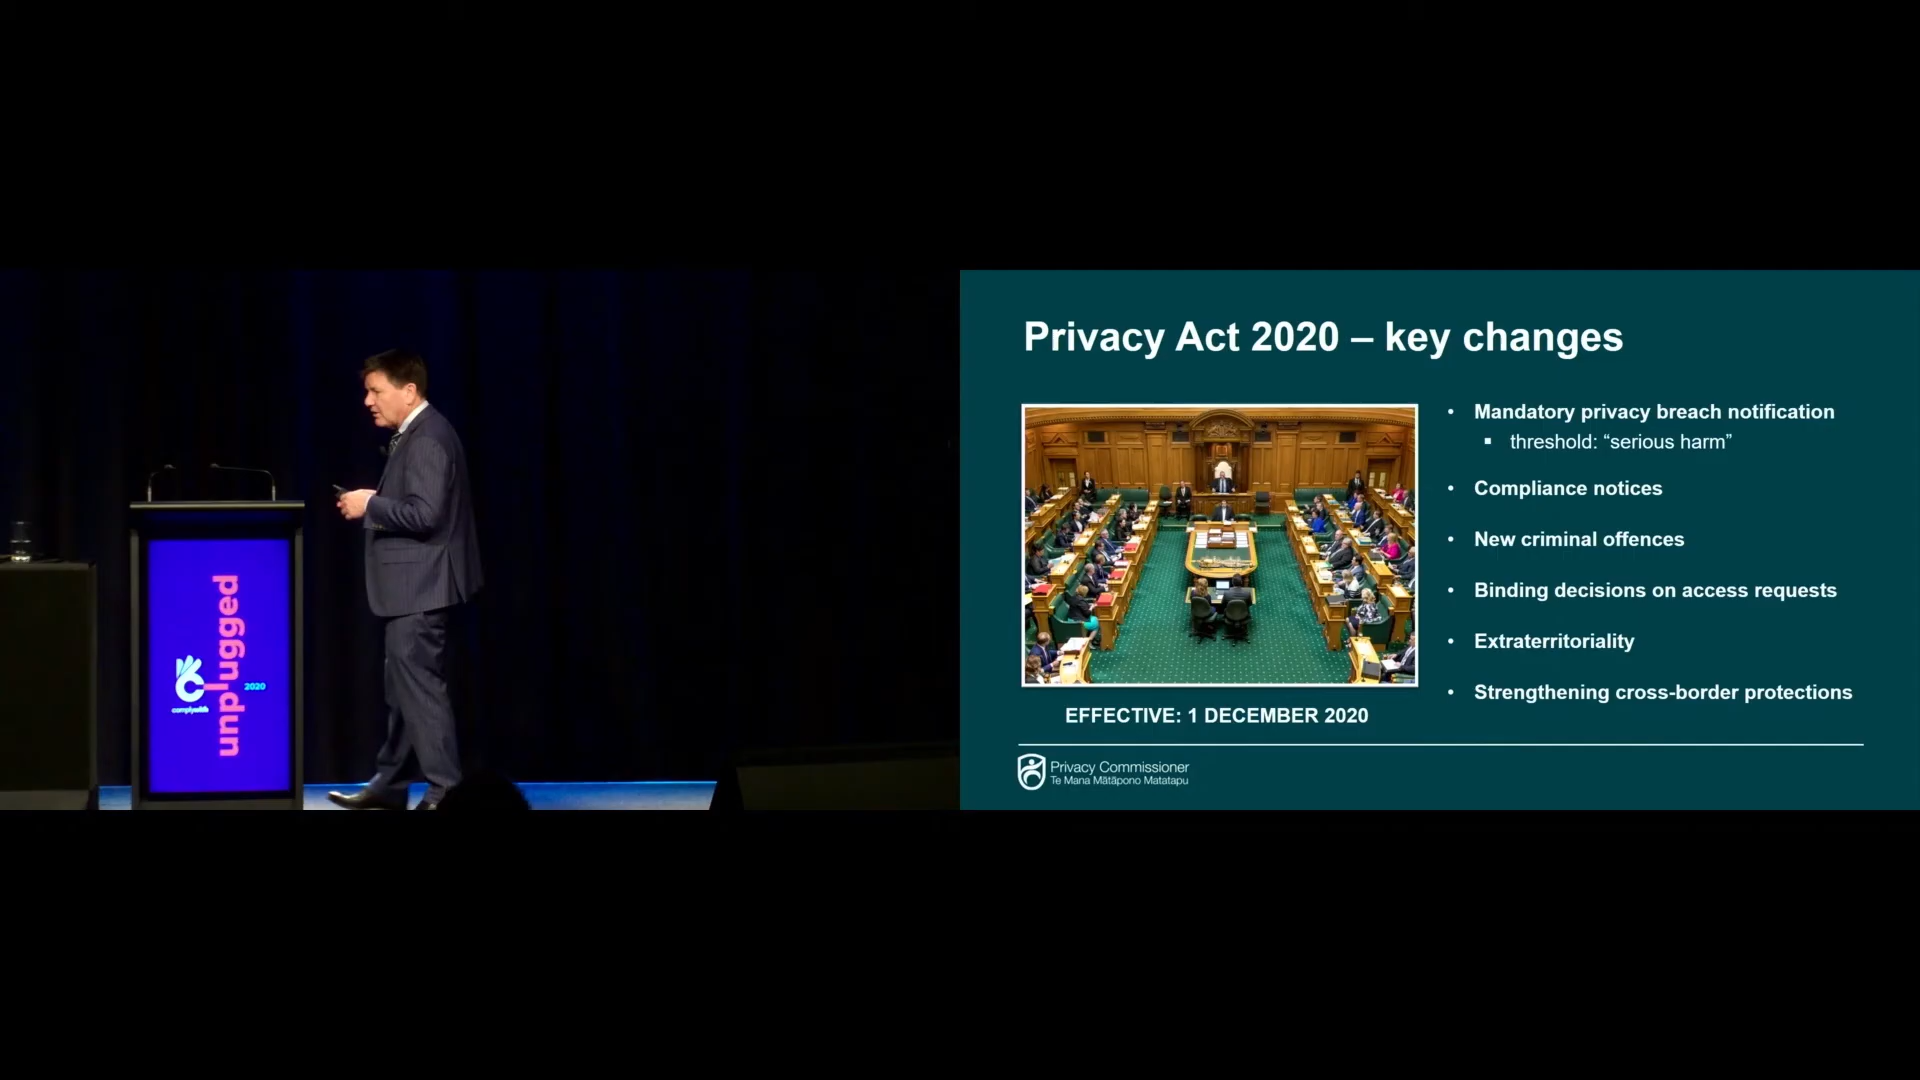 unplugged
2020
complywith
Privacy Act 2020 – key changes
• Mandatory privacy breach notification
▪ threshold: “serious harm”
• Compliance notices
• New criminal offences
• Binding decisions on access requests
• Extraterritoriality
• Strengthening cross-border protections
EFFECTIVE: 1 DECEMBER 2020
Privacy Commissioner
Te Mana Mātāpono Matatapu